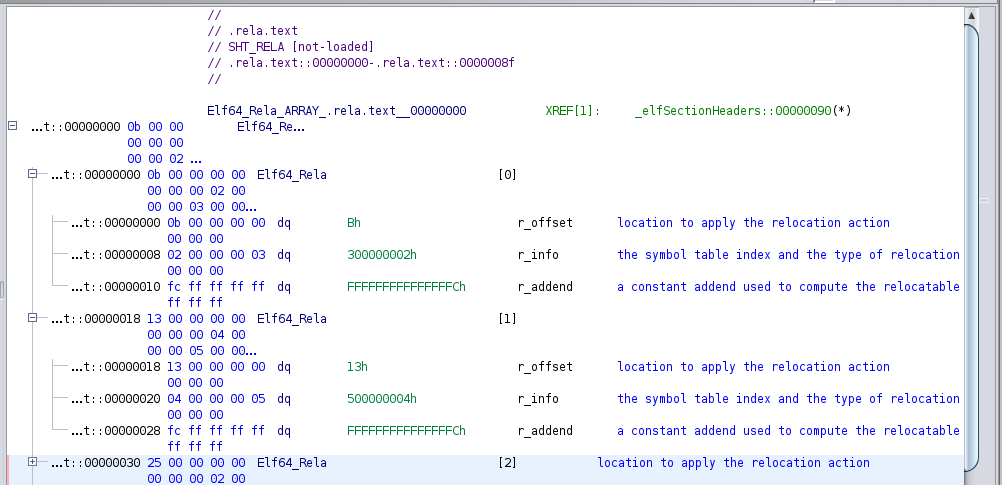 //
// .rela.text
// SHT_RELA [not-loaded]
// .rela.text::00000000-.rela.text::0000008f
//
Elf64_Rela_ARRAY_.rela.text__00000000 XREF[1]: _elfSectionHeaders::00000090(*)
...t::00000000 0b 00 00 Elf64_Re...
00 00 00
00 00 02 ...
...t::00000000 0b 00 00 00 00 Elf64_Rela [0]
00 00 00 02 00
00 00 03 00 00...
...t::00000000 0b 00 00 00 00 dq Bh r_offset location to apply the relocation action
00 00 00
...t::00000008 02 00 00 00 03 dq 300000002h r_info the symbol table index and the type of relocation
00 00 00
...t::00000010 fc ff ff ff ff dq FFFFFFFFFFFFFFFCh r_addend a constant addend used to compute the relocatable
ff ff ff
...t::00000018 13 00 00 00 00 Elf64_Rela [1]
00 00 00 04 00
00 00 05 00 00...
...t::00000018 13 00 00 00 00 dq 13h r_offset location to apply the relocation action
00 00 00
...t::00000020 04 00 00 00 05 dq 500000004h r_info the symbol table index and the type of relocation
00 00 00
...t::00000028 fc ff ff ff ff dq FFFFFFFFFFFFFFFCh r_addend a constant addend used to compute the relocatable
ff ff ff
...t::00000030 25 00 00 00 00 Elf64_Rela [2] location to apply the relocation action
00 00 00 02 00